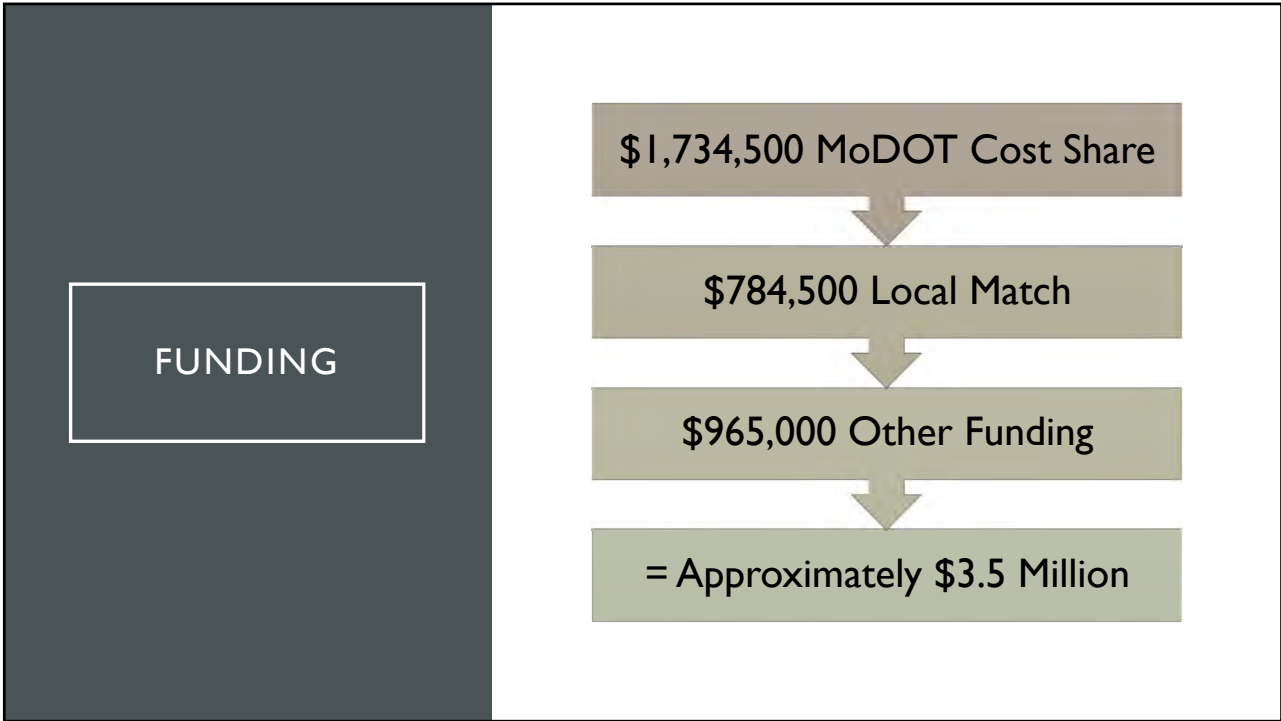 FUNDING
$1,734,500 MoDOT Cost Share
$784,500 Local Match
$965,000 Other Funding
= Approximately $3.5 Million